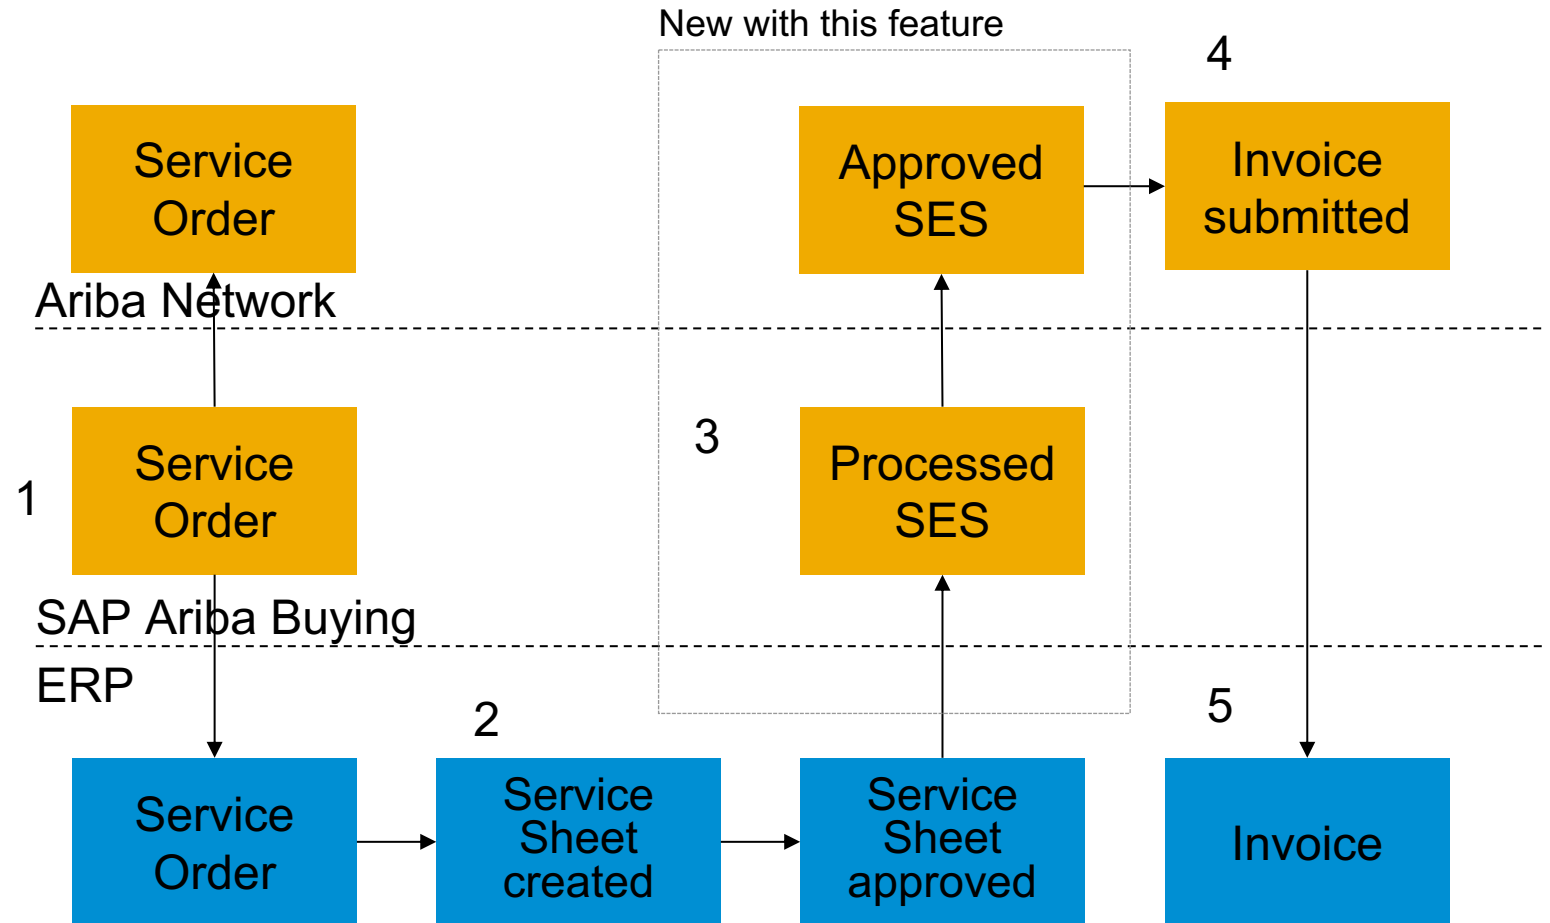 New with this feature
4
Service
Order
Approved
SES
Invoice
submitted
Ariba Network
1
Service
Order
3
Processed
SES
SAP Ariba Buying
ERP
2
5
Service
Order
Service
Sheet
created
Service
Sheet
approved
Invoice